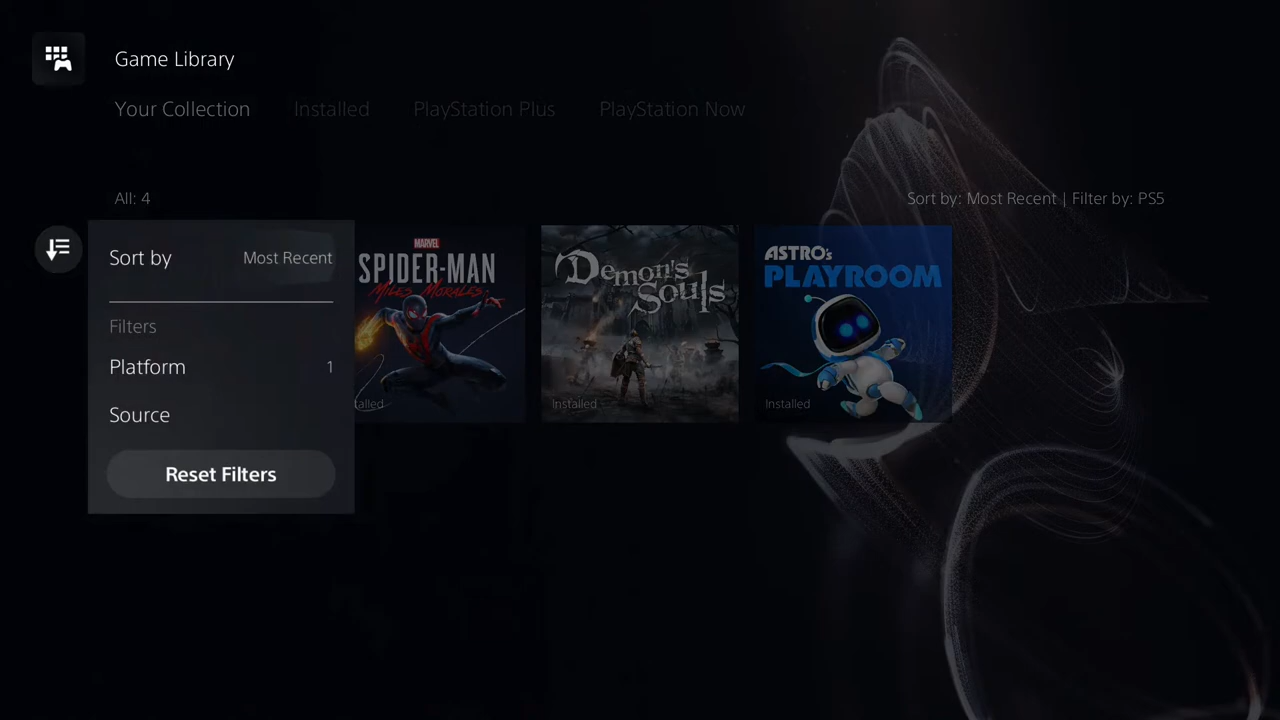 Game Library
Your Collection Installed PlayStation Plus PlayStation Now
All: 4
Sort by: Most Recent | Filter by: PS5
Sort by Most Recent
Filters
Platform 1
Source
Reset Filters
MARVEL
SPIDER-MAN
MILES MORALES
talled
Demon's
Souls
Installed
ASTRO's
PLAYROOM
Installed